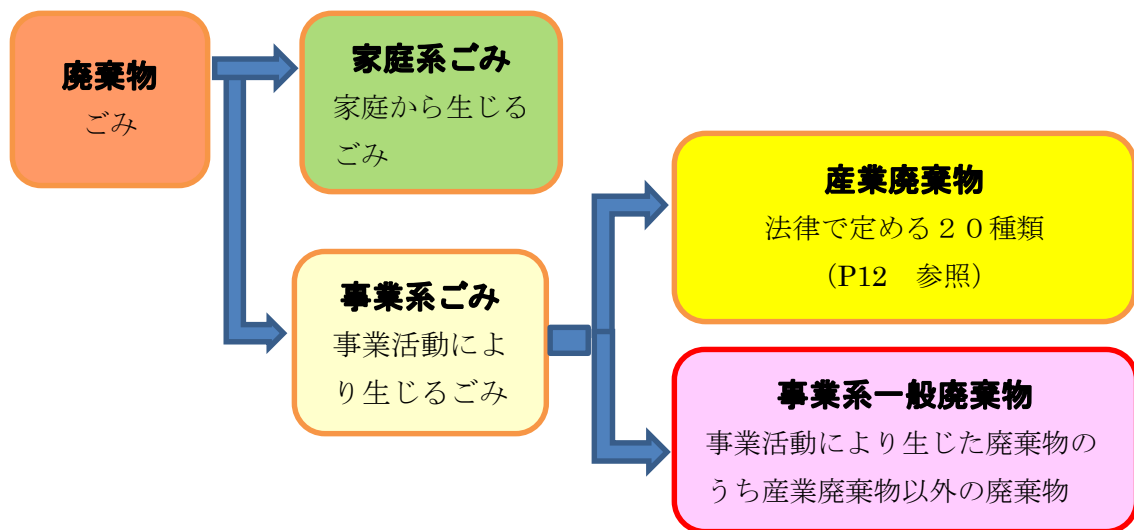 廃棄物
ごみ
家庭系ごみ
家庭から生じる
ごみ
事業系ごみ
事業活動によ
り生じるごみ
産業廃棄物
法律で定める２０種類
（P12　参照）
事業系一般廃棄物
事業活動により生じた廃棄物の
うち産業廃棄物以外の廃棄物